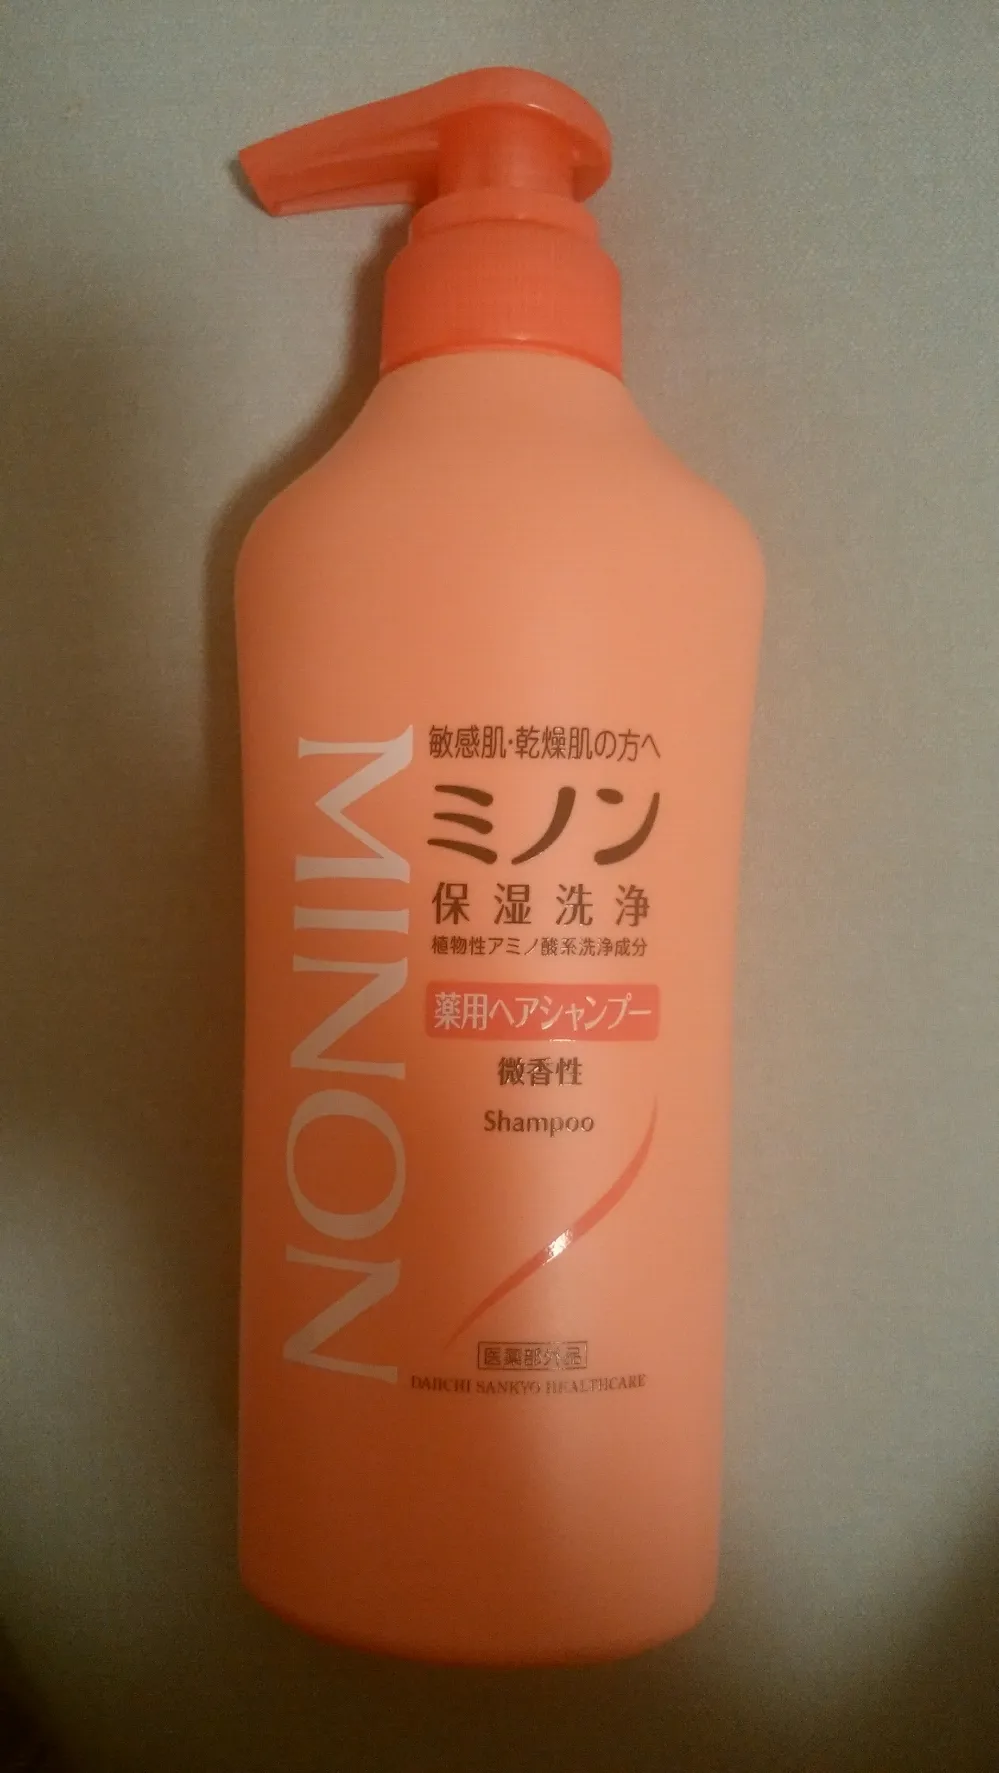 MINON
敏感肌・乾燥肌の方へ
ミノン
保湿洗浄
植物性アミノ酸系洗浄成分
薬用ヘアシャンプー
微香性
Shampoo
医薬部外品
DAIICHI SANKYO HEALTHCARE